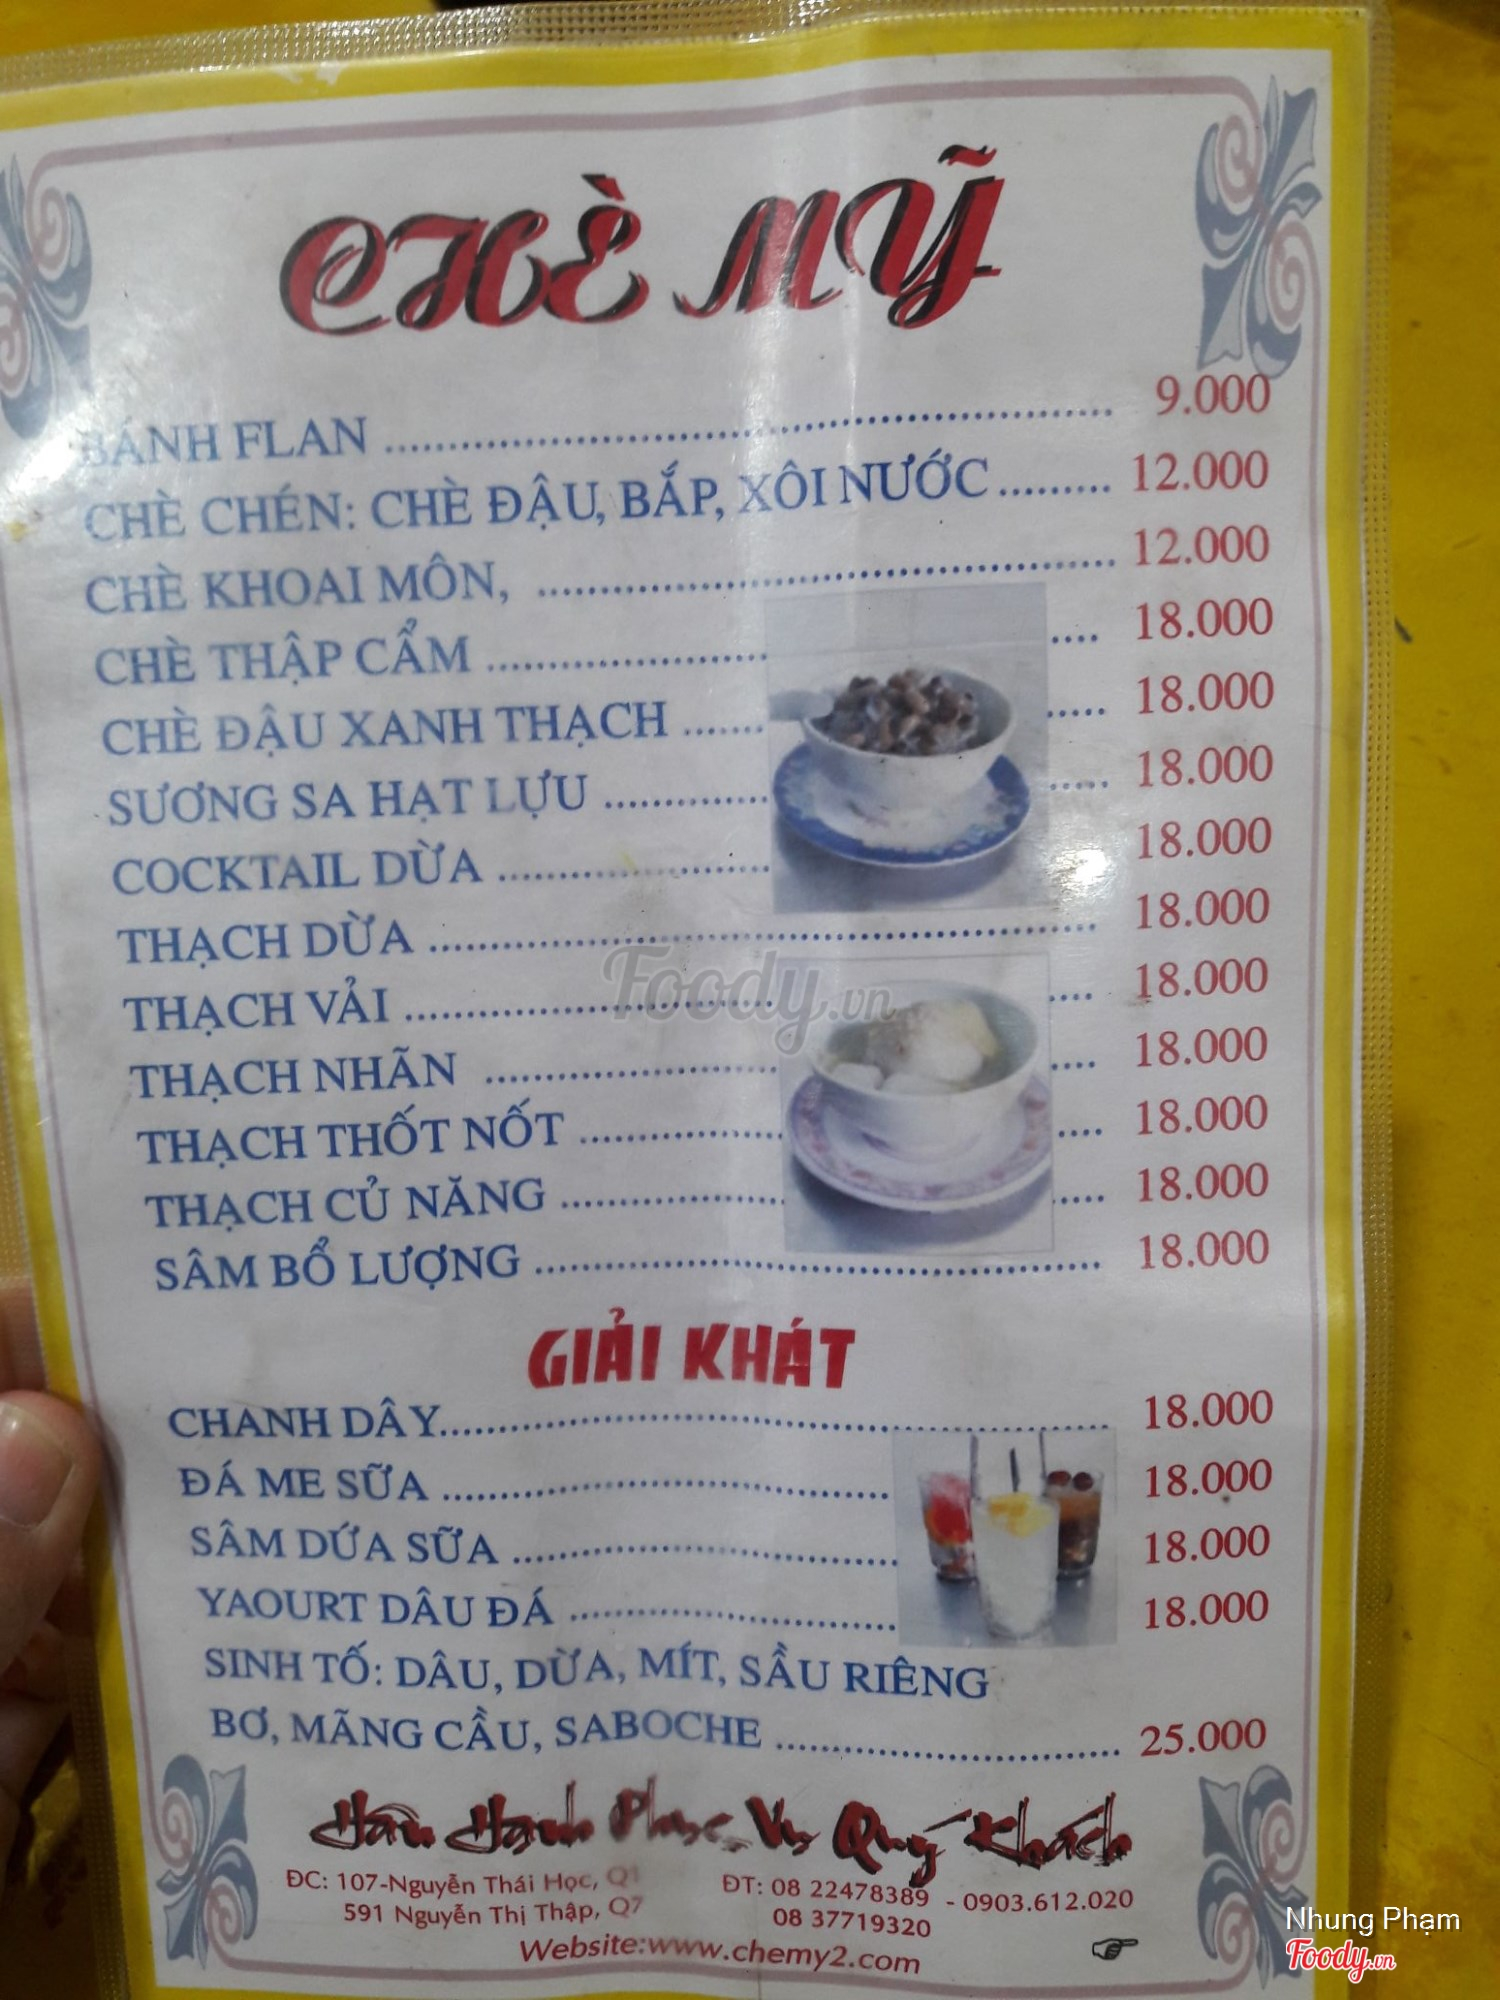 CHÈ MỸ
BÁNH FLAN ........ 9.000
CHÈ CHÉN: CHÈ ĐẬU, BẮP, XÔI NƯỚC ........ 12.000
CHÈ KHOAI MÔN, ........ 12.000
CHÈ THẬP CẨM ........ 18.000
CHÈ ĐẬU XANH THẠCH ........ 18.000
SƯƠNG SA HẠT LỰU ........ 18.000
COCKTAIL DỪA ........ 18.000
THẠCH DỪA ........ 18.000
THẠCH VẢI ........ 18.000
THẠCH NHÃN ........ 18.000
THẠCH THỐT NỐT ........ 18.000
THẠCH CỦ NĂNG ........ 18.000
SÂM BỔ LƯỢNG ........ 18.000
GIẢI KHÁT
CHANH DÂY ........ 18.000
ĐÁ ME SỮA ........ 18.000
SÂM DỨA SỮA ........ 18.000
YAOURT DÂU ĐÁ ........ 18.000
SINH TỐ: DÂU, DỪA, MÍT, SẦU RIÊNG
BƠ, MÃNG CẦU, SABOCHE ........ 25.000
Hân Hạnh Phục Vụ Quý Khách
ĐC: 107-Nguyễn Thái Học, Q1 ĐT: 08 22478389 - 0903.612.020
591 Nguyễn Thị Thập, Q7 08 37719320
Website:www.chemy2.com
Foody.vn
Nhung Phạm
Foody.vn